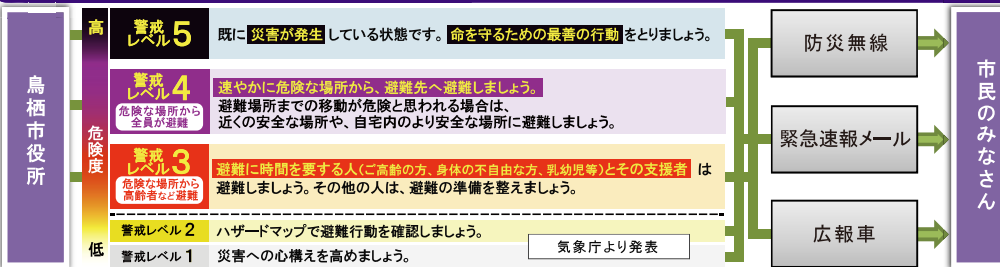 鳥栖市役所
高
危険度
低
警戒
レベル5
既に災害が発生している状態です。命を守るための最善の行動をとりましょう。
警戒
レベル4
危険な場所から
全員が避難
速やかに危険な場所から、避難先へ避難しましょう。
避難場所までの移動が危険と思われる場合は、
近くの安全な場所や、自宅内のより安全な場所に避難しましょう。
警戒
レベル3
危険な場所から
高齢者など避難
避難に時間を要する人(ご高齢の方、身体の不自由な方、乳幼児等)とその支援者は
避難しましょう。その他の人は、避難の準備を整えましょう。
警戒レベル2
ハザードマップで避難行動を確認しましょう。
警戒レベル1
災害への心構えを高めましょう。
気象庁より発表
防災無線
緊急速報メール
広報車
市民のみなさん